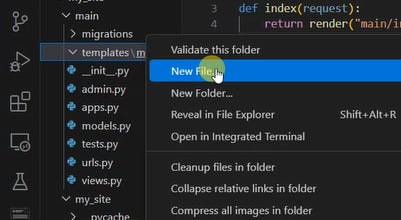 my_site
main
migrations
templates\m
__init__.py
admin.py
apps.py
models.py
tests.py
urls.py
views.py
my_site
__pycache
3 def index(request):
4 return render("main/in
Validate this folder
New File...
New Folder...
Reveal in File Explorer Shift+Alt+R
Open in Integrated Terminal
Cleanup files in folder
Collapse relative links in folder
Compress all images in folder